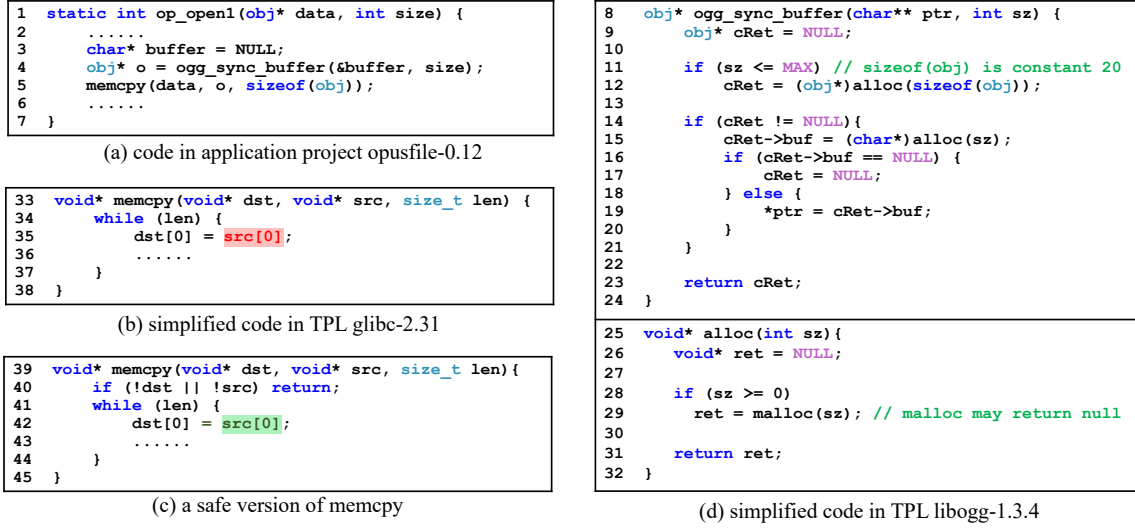 1 static int op_open1(obj* data, int size) {
2 ......
3 char* buffer = NULL;
4 obj* o = ogg_sync_buffer(&buffer, size);
5 memcpy(data, o, sizeof(obj));
6 ......
7 }
(a) code in application project opusfile-0.12
33 void* memcpy(void* dst, void* src, size_t len) {
34 while (len) {
35 dst[0] = src[0];
36 ......
37 }
38 }
(b) simplified code in TPL glibc-2.31
39 void* memcpy(void* dst, void* src, size_t len){
40 if (!dst || !src) return;
41 while (len) {
42 dst[0] = src[0];
43 ......
44 }
45 }
(c) a safe version of memcpy
8 obj* ogg_sync_buffer(char** ptr, int sz) {
9 obj* cRet = NULL;
10
11 if (sz <= MAX) // sizeof(obj) is constant 20
12 cRet = (obj*)alloc(sizeof(obj));
13
14 if (cRet != NULL){
15 cRet->buf = (char*)alloc(sz);
16 if (cRet->buf == NULL) {
17 cRet = NULL;
18 } else {
19 *ptr = cRet->buf;
20 }
21 }
22
23 return cRet;
24 }
25 void* alloc(int sz){
26 void* ret = NULL;
27
28 if (sz >= 0)
29 ret = malloc(sz); // malloc may return null
30
31 return ret;
32 }
(d) simplified code in TPL libogg-1.3.4